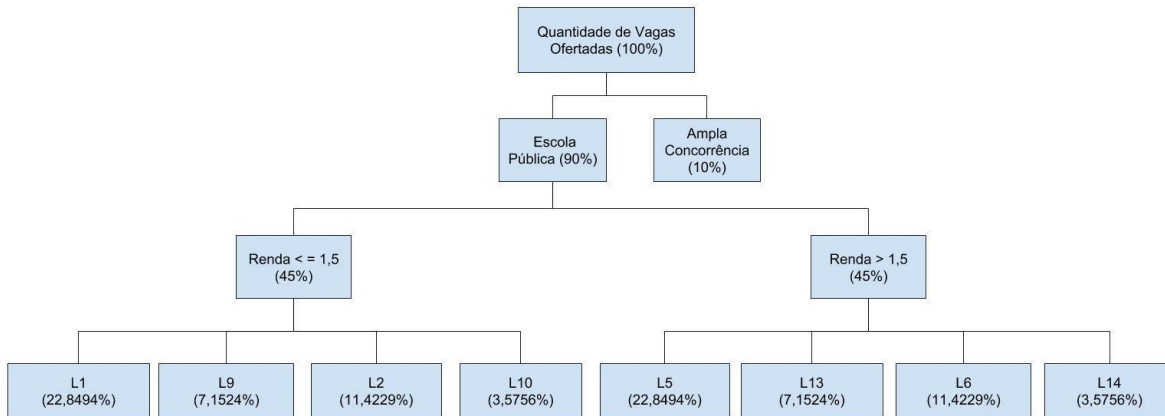 Quantidade de Vagas
Ofertadas (100%)
Escola
Pública (90%)
Ampla
Concorrência
(10%)
Renda < = 1,5
(45%)
Renda > 1,5
(45%)
L1
(22,8494%)
L9
(7,1524%)
L2
(11,4229%)
L10
(3,5756%)
L5
(22,8494%)
L13
(7,1524%)
L6
(11,4229%)
L14
(3,5756%)